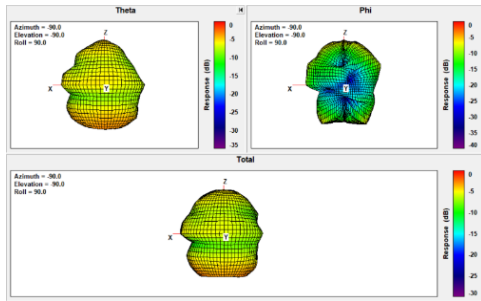 Theta
Azimuth = -90.0
Elevation = -90.0
Roll = 90.0
Z
X
Y
0
-5
-10
-15
-20
-25
-30
-35
Response (dB)
Phi
Azimuth = -90.0
Elevation = -90.0
Roll = 90.0
Z
X
Y
0
-5
-10
-15
-20
-25
-30
-35
-40
Response (dB)
Total
Azimuth = -90.0
Elevation = -90.0
Roll = 90.0
Z
X
Y
0
-5
-10
-15
-20
-25
-30
Response (dB)